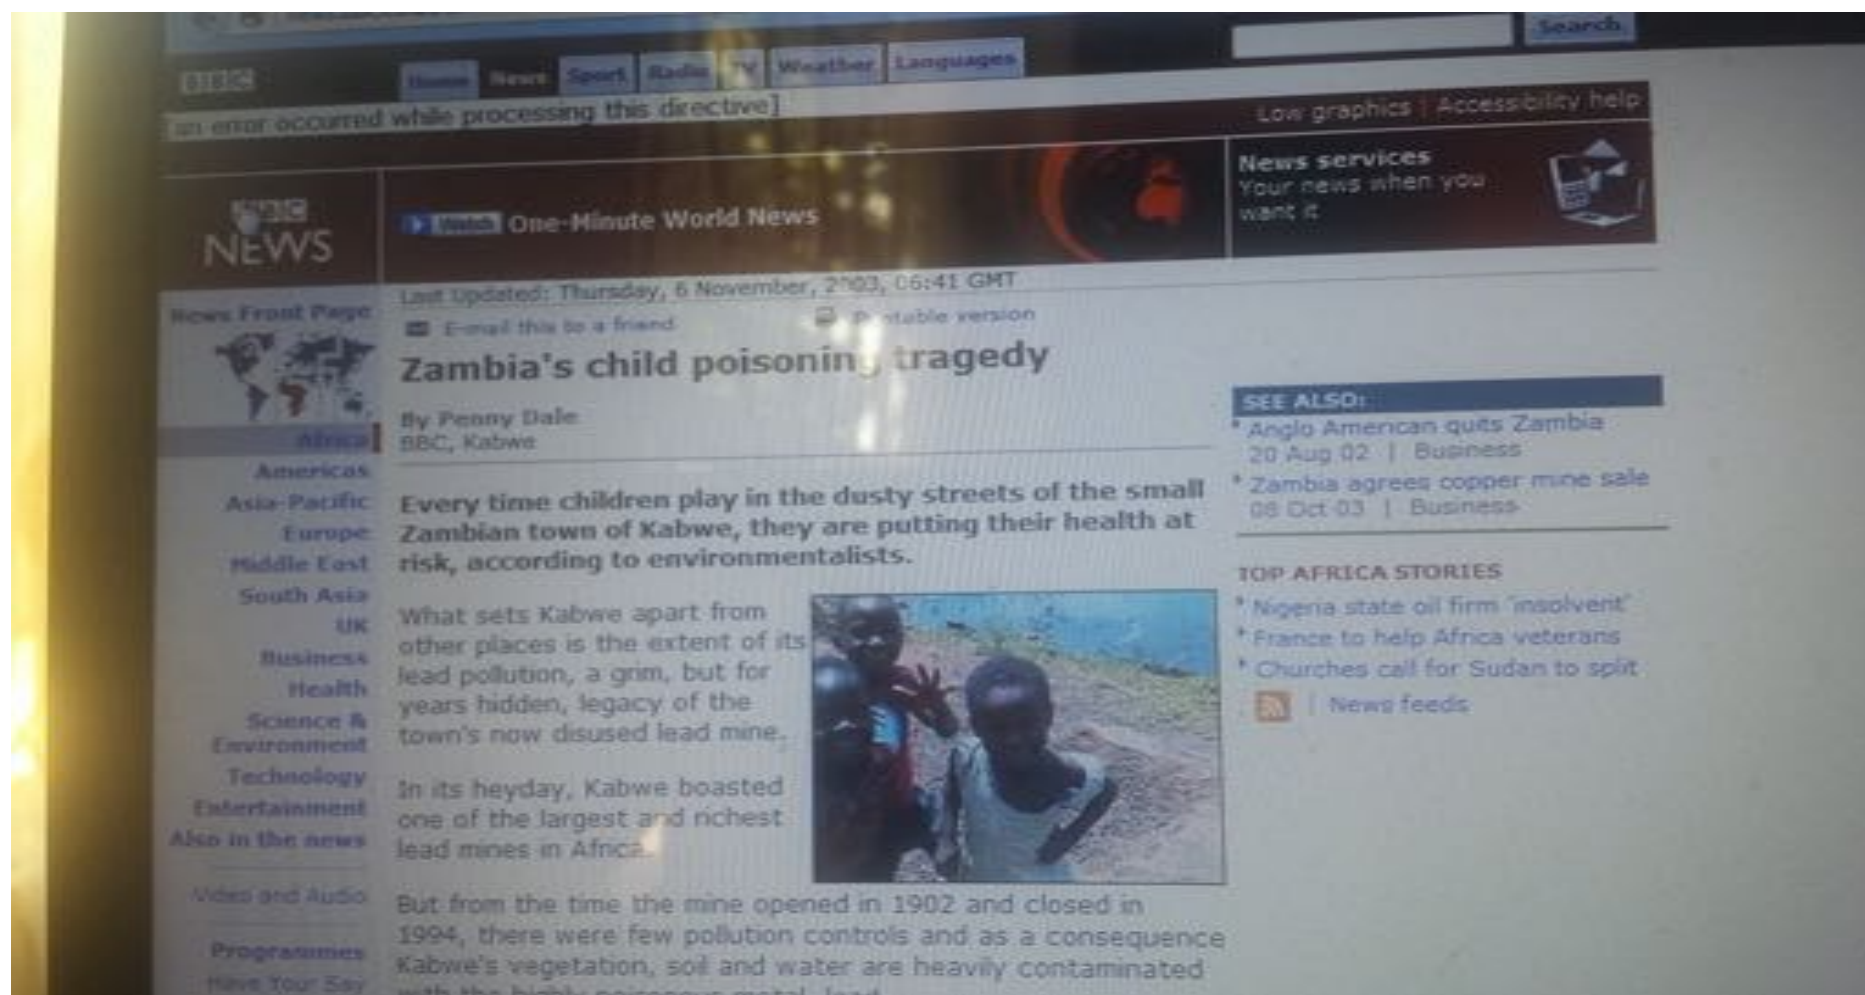 BBC
Home News Sport Radio TV Weather Languages
Search
an error occurred while processing this directive]
Low graphics | Accessibility help
BBC
NEWS
Watch One-Minute World News
News services
Your news when you
want it
Last Updated: Thursday, 6 November, 2003, 06:41 GMT
E-mail this to a friend
Printable version
Zambia's child poisoning tragedy
By Penny Dale
BBC, Kabwe
Every time children play in the dusty streets of the small
Zambian town of Kabwe, they are putting their health at
risk, according to environmentalists.
What sets Kabwe apart from
other places is the extent of its
lead pollution, a grim, but for
years hidden, legacy of the
town's now disused lead mine.
In its heyday, Kabwe boasted
one of the largest and richest
lead mines in Africa.
But from the time the mine opened in 1902 and closed in
1994, there were few pollution controls and as a consequence
Kabwe's vegetation, soil and water are heavily contaminated
with the highly poisonous metal, lead.
News Front Page
Africa
Americas
Asia-Pacific
Europe
Middle East
South Asia
UK
Business
Health
Science &
Environment
Technology
Entertainment
Also in the news
Video and Audio
Programmes
Have Your Say
SEE ALSO:
Anglo American quits Zambia
20 Aug 02 | Business
Zambia agrees copper mine sale
08 Oct 03 | Business
TOP AFRICA STORIES
Nigeria state oil firm 'insolvent'
France to help Africa veterans
Churches call for Sudan to split
| News feeds